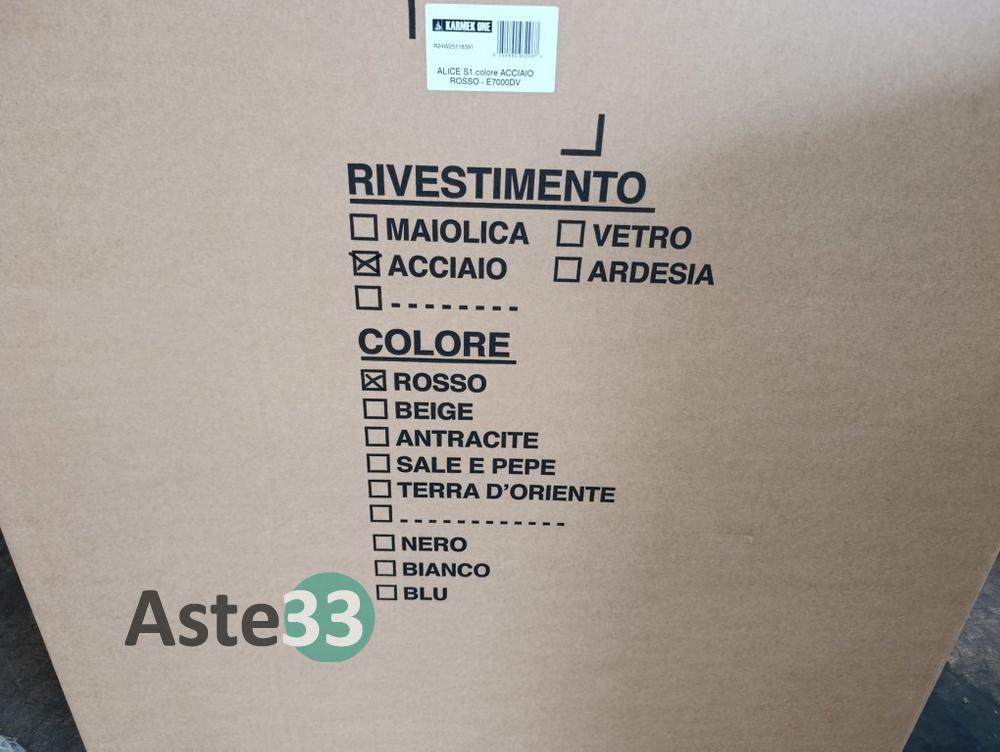 KARMEK ONE
R24W25118391
ALICE S1 colore ACCIAIO
ROSSO - E7000DV
RIVESTIMENTO
MAIOLICA VETRO
ACCIAIO ARDESIA
---------
COLORE
ROSSO
BEIGE
ANTRACITE
SALE E PEPE
TERRA D'ORIENTE
-------------
NERO
BIANCO
BLU
Aste33